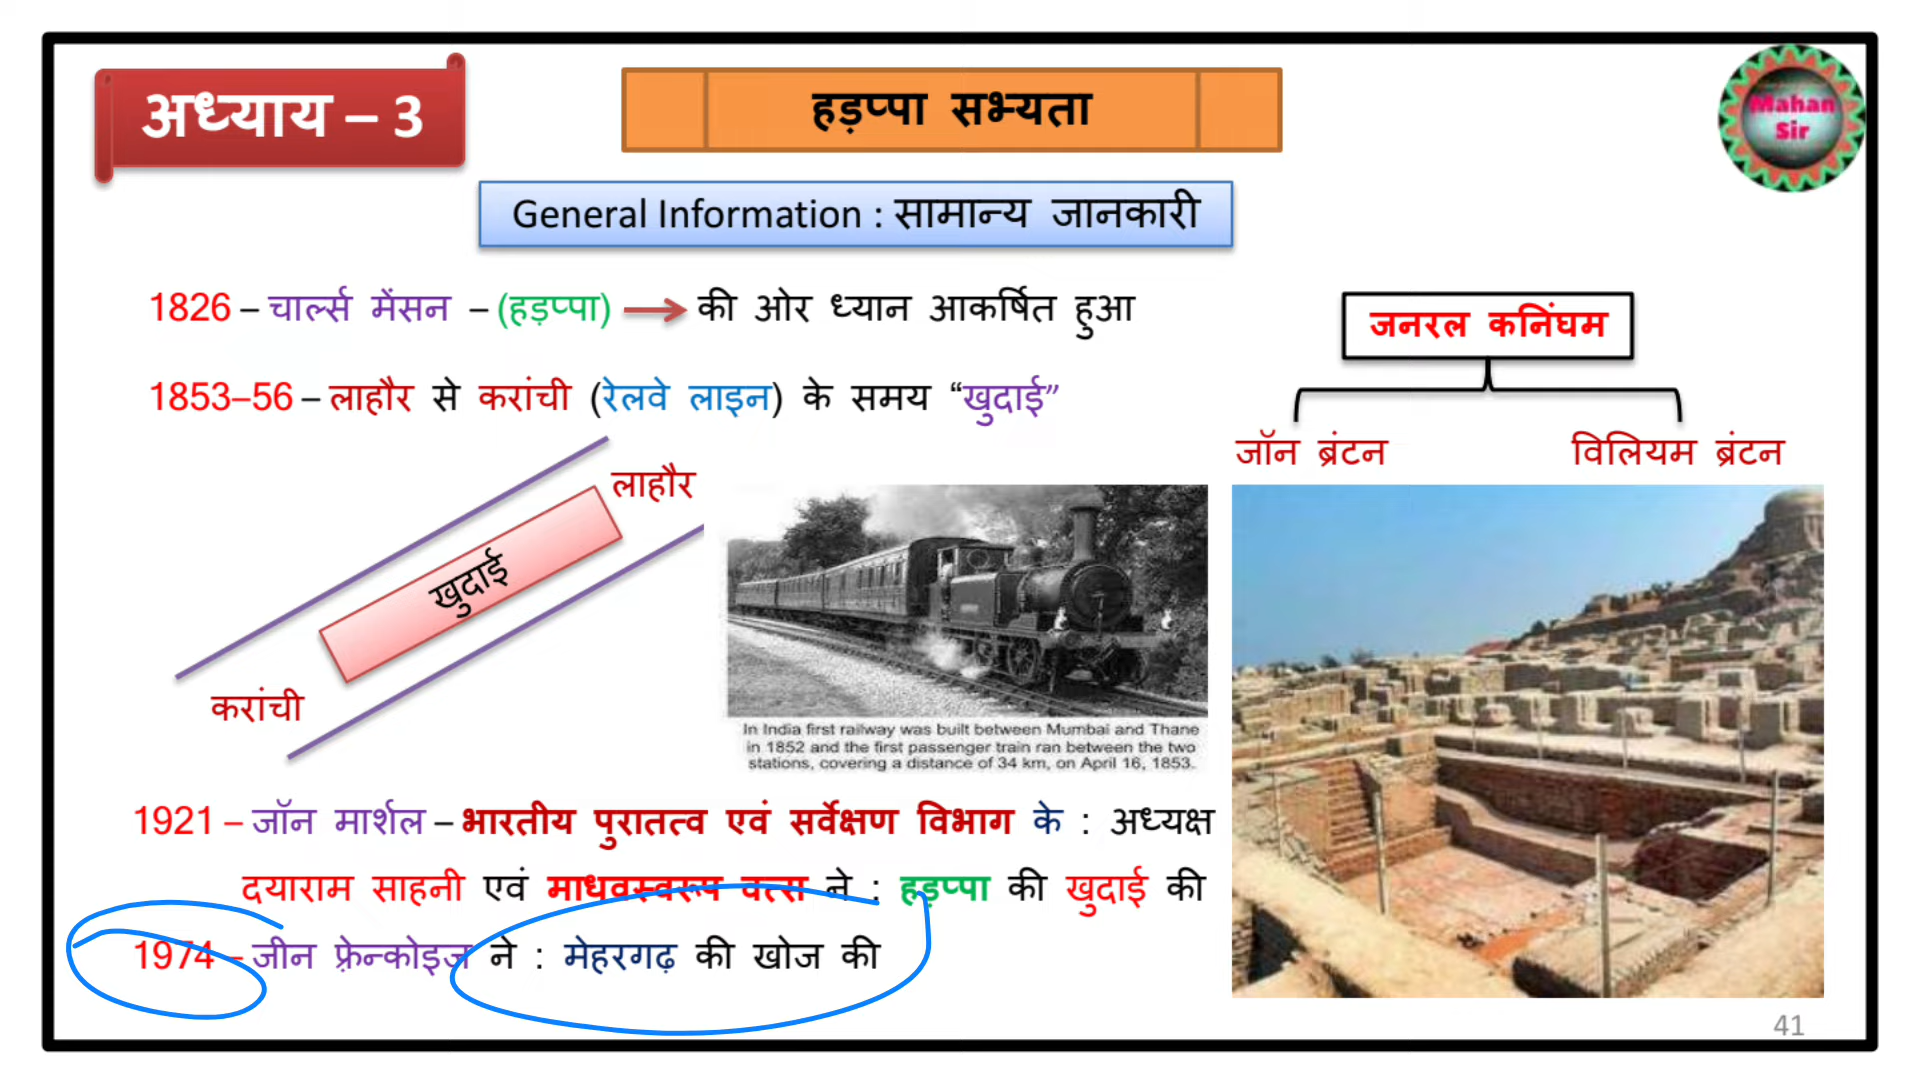 अध्याय – 3
हड़प्पा सभ्यता
Mahan
Sir
General Information : सामान्य जानकारी
1826 – चार्ल्स मेंसन – (हड़प्पा) → की ओर ध्यान आकर्षित हुआ
1853–56 – लाहौर से करांची (रेलवे लाइन) के समय “खुदाई”
जनरल कनिंघम
जॉन ब्रंटन
विलियम ब्रंटन
लाहौर
खुदाई
करांची
In India first railway was built between Mumbai and Thane
in 1852 and the first passenger train ran between the two
stations, covering a distance of 34 km, on April 16, 1853.
1921 – जॉन मार्शल – भारतीय पुरातत्व एवं सर्वेक्षण विभाग के : अध्यक्ष
दयाराम साहनी एवं माधवस्वरूप वत्स ने : हड़प्पा की खुदाई की
1974 – जीन फ्रेन्कोइज ने : मेहरगढ़ की खोज की
41